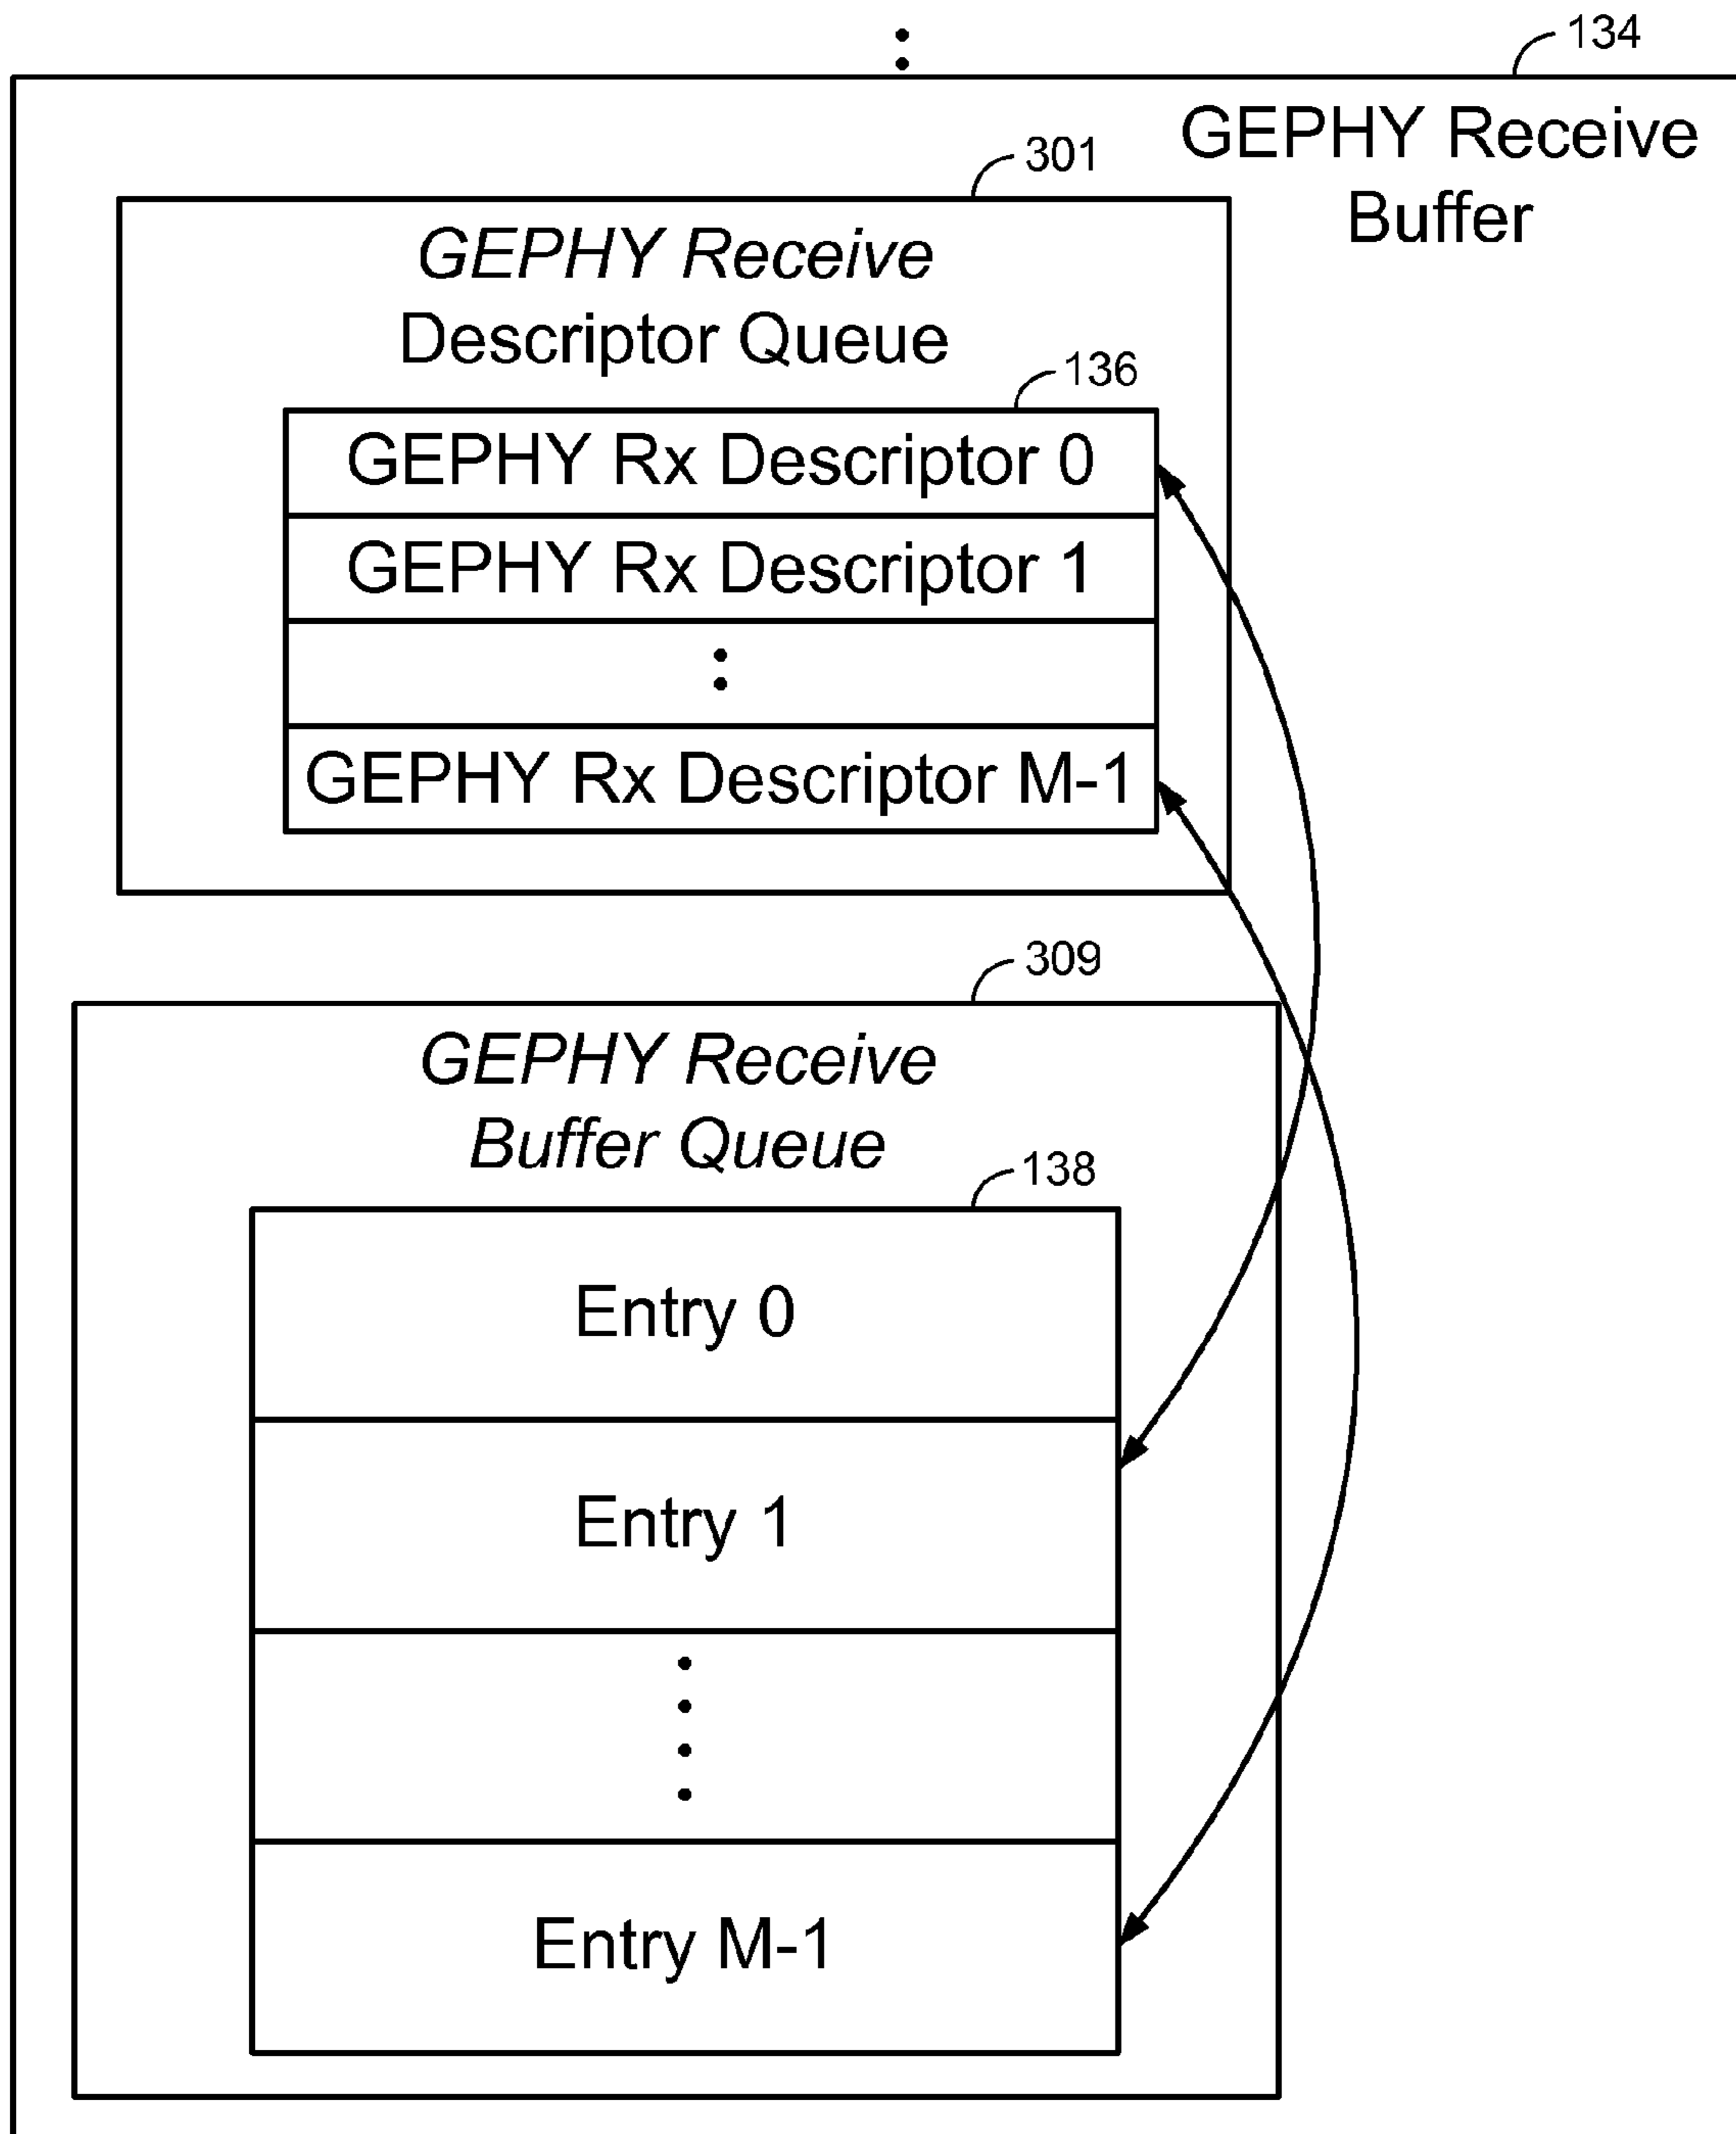 134
GEPHY Receive
Buffer
301
GEPHY Receive
Descriptor Queue
136
GEPHY Rx Descriptor 0
GEPHY Rx Descriptor 1
GEPHY Rx Descriptor M-1
309
GEPHY Receive
Buffer Queue
138
Entry 0
Entry 1
Entry M-1